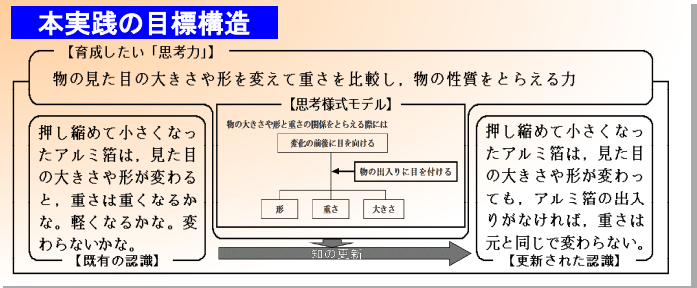 本実践の目標構造
【育成したい「思考力」】
物の見た目の大きさや形を変えて重さを比較し，物の性質をとらえる力
押し縮めて小さくなっ
たアルミ箔は，見た目
の大きさや形が変わる
と，重さは重くなるか
な。軽くなるかな。変
わらないかな。
【既有の認識】
【思考様式モデル】
物の大きさや形と重さの関係をとらえる際には
変化の前後に目を向ける
物の出入りに目を付ける
形
重さ
大きさ
知の更新
押し縮めて小さくなっ
たアルミ箔は，見た目
の大きさや形が変わっ
ても，アルミ箔の出入
りがなければ，重さは
元と同じで変わらない。
【更新された認識】